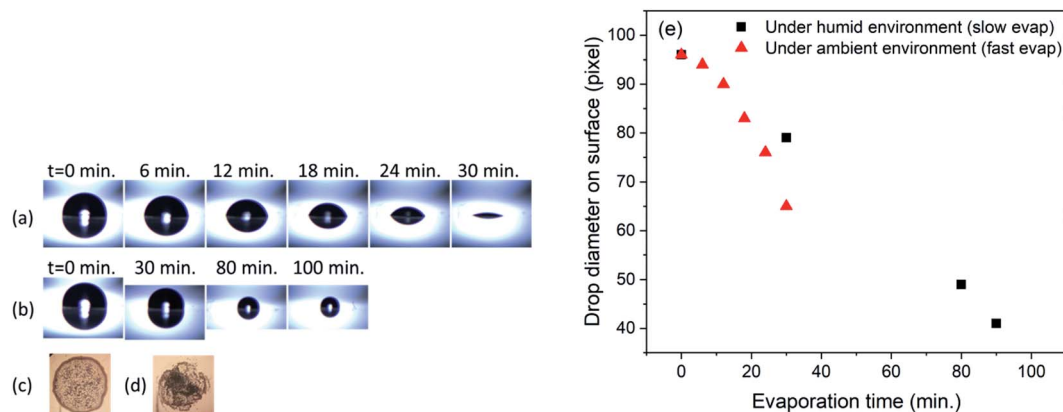 t=0 min. 6 min. 12 min. 18 min. 24 min. 30 min.
(a)
t=0 min. 30 min. 80 min. 100 min.
(b)
(c) (d)
(e)
Under humid environment (slow evap)
Under ambient environment (fast evap)
Drop diameter on surface (pixel)
100
90
80
70
60
50
40
0 20 40 60 80 100
Evaporation time (min.)